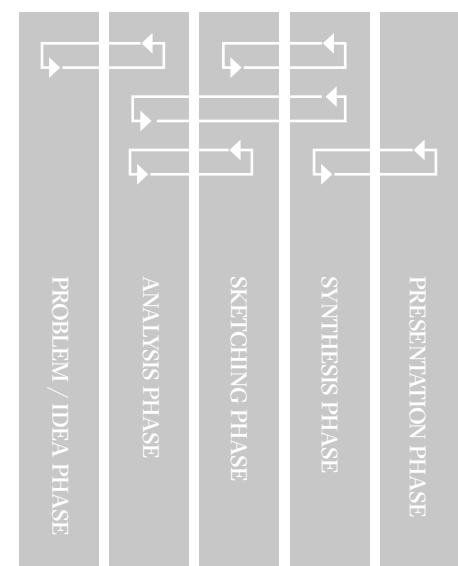 PROBLEM / IDEA PHASE
ANALYSIS PHASE
SKETCHING PHASE
SYNTHESIS PHASE
PRESENTATION PHASE